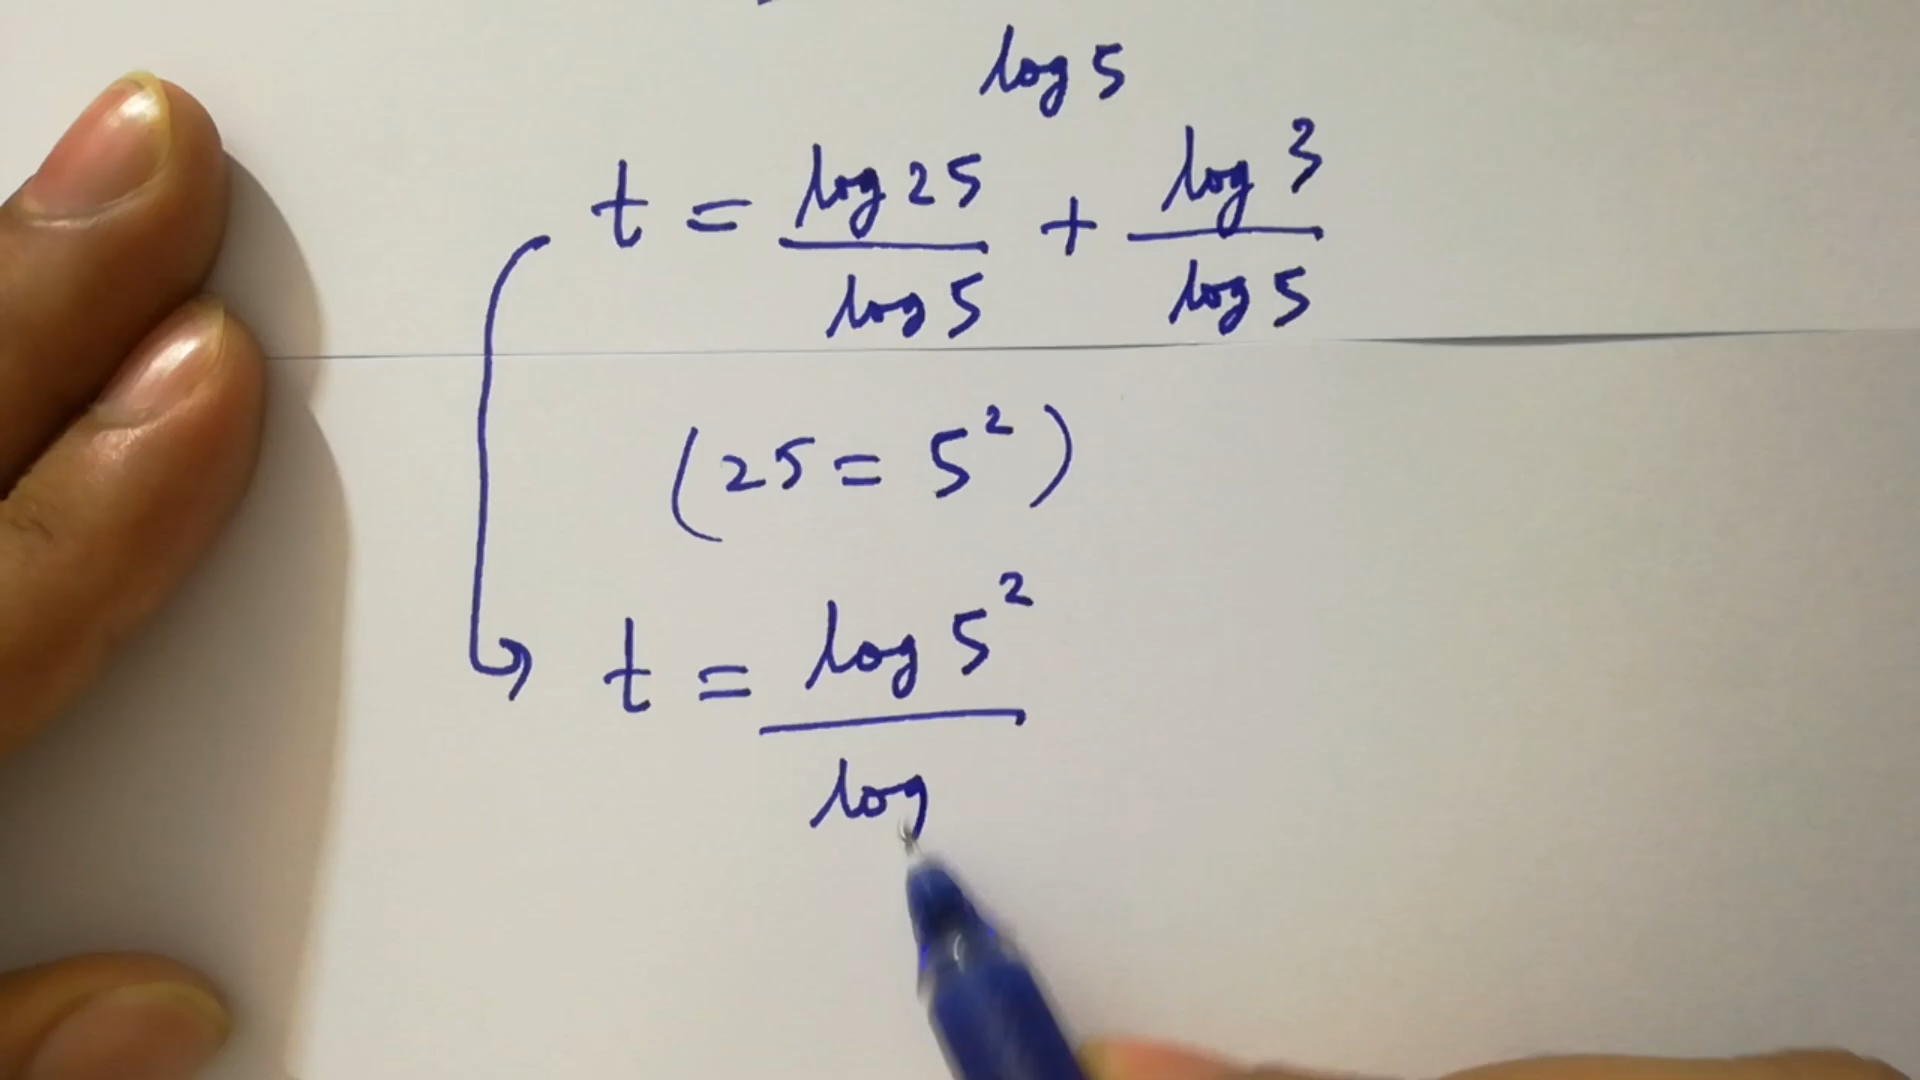 log 5
t = log 25 / log 5 + log 3 / log 5
(25 = 5²)
t = log 5² / log